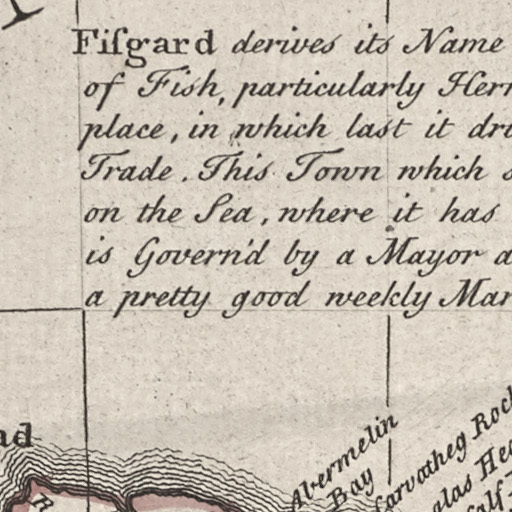 Fiſgard derives its Name
of Fish, particularly Herr
place, in which last it dri
Trade. This Town which s
on the Sea, where it has
is Govern'd by a Mayor a
a pretty good weekly Mar
ad
Abermelin
Bay
Carvatheg Rock
glas Hea